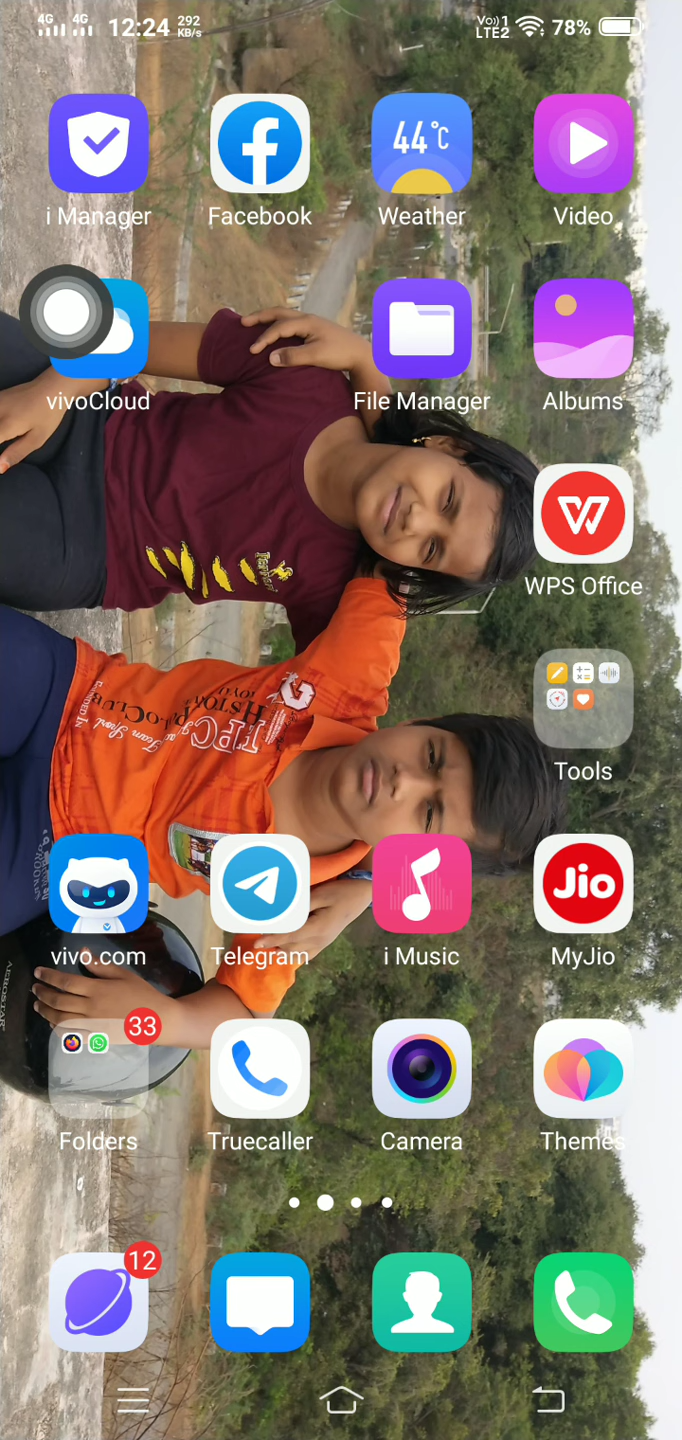 4G 4G 12:24 292 KB/s VoLTE 1 LTE2 78%
44°C
i Manager Facebook Weather Video
vivoCloud File Manager Albums
WPS Office
Tools
Jio
vivo.com Telegram i Music MyJio
33
Folders Truecaller Camera Themes
12